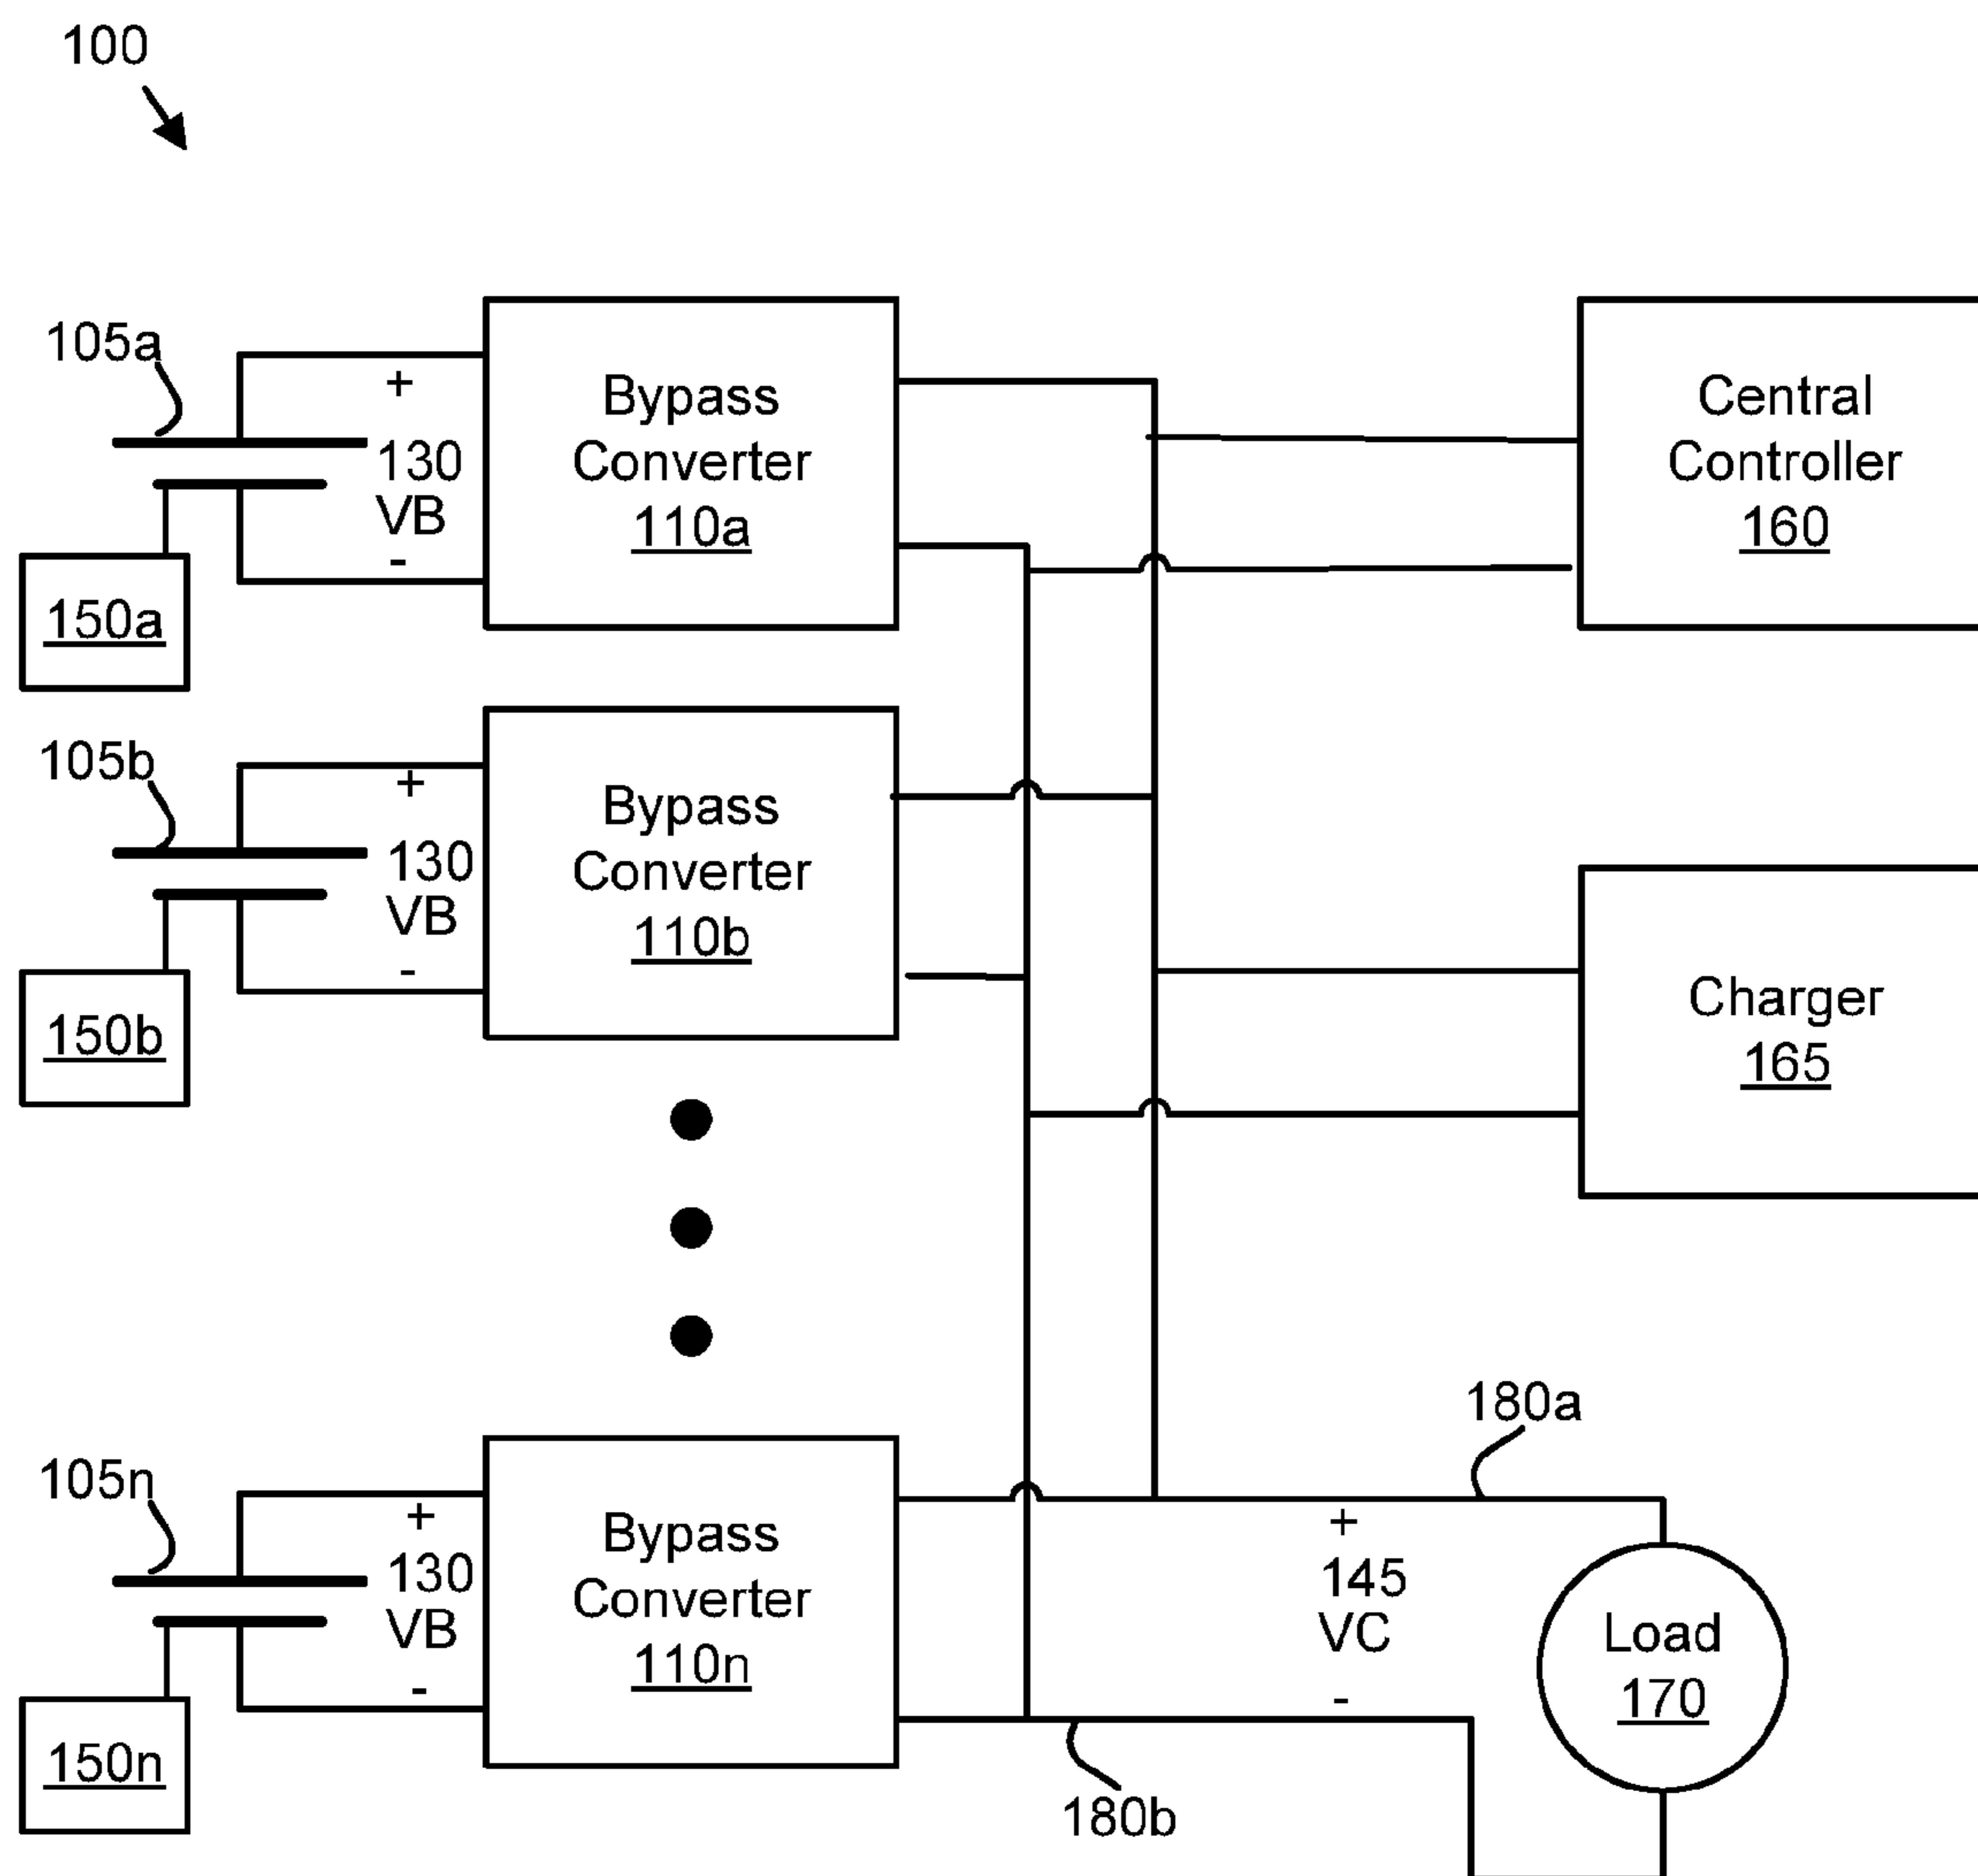 100
105a
+
130
VB
-
150a
Bypass
Converter
110a
Central
Controller
160
105b
+
130
VB
-
150b
Bypass
Converter
110b
Charger
165
105n
+
130
VB
-
150n
Bypass
Converter
110n
180a
+
145
VC
-
Load
170
180b